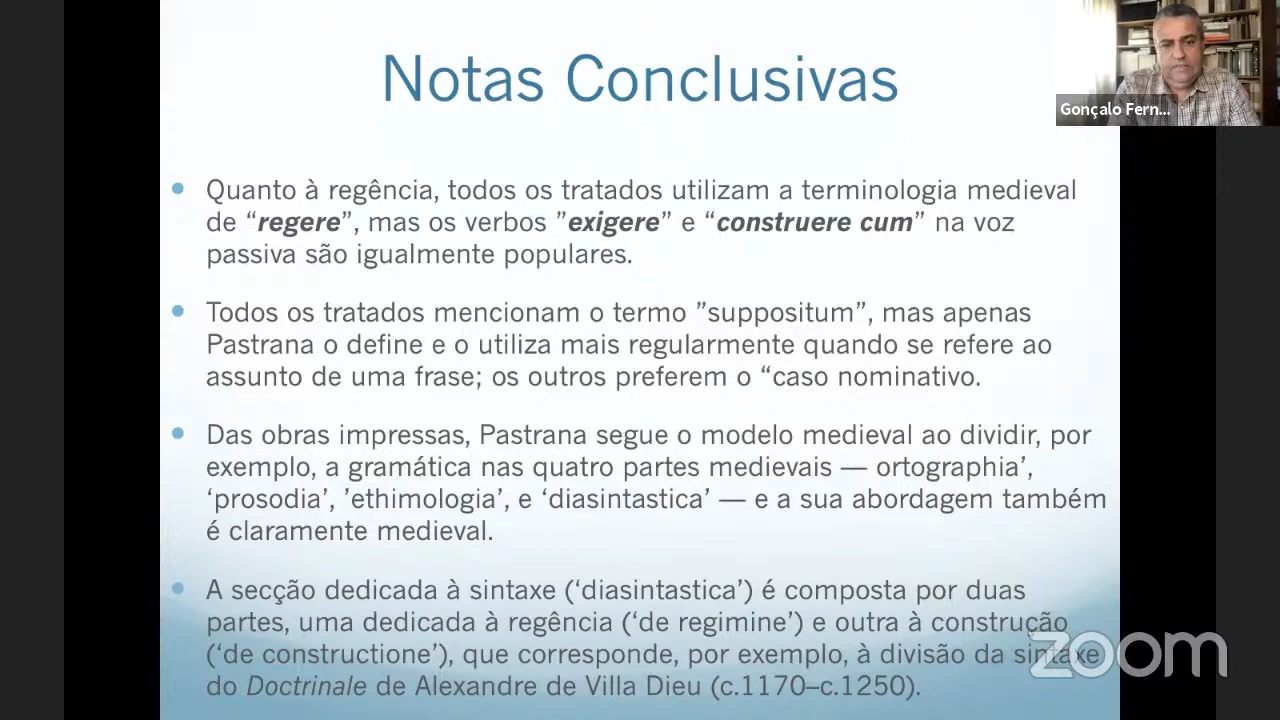 Notas Conclusivas
Gonçalo Fern...
Quanto à regência, todos os tratados utilizam a terminologia medieval
de “regere”, mas os verbos ”exigere” e “construere cum” na voz
passiva são igualmente populares.
Todos os tratados mencionam o termo ”suppositum”, mas apenas
Pastrana o define e o utiliza mais regularmente quando se refere ao
assunto de uma frase; os outros preferem o “caso nominativo.
Das obras impressas, Pastrana segue o modelo medieval ao dividir, por
exemplo, a gramática nas quatro partes medievais — ortographia’,
‘prosodia’, ’ethimologia’, e ‘diasintastica’ — e a sua abordagem também
é claramente medieval.
A secção dedicada à sintaxe (‘diasintastica’) é composta por duas
partes, uma dedicada à regência (‘de regimine’) e outra à construção
(‘de constructione’), que corresponde, por exemplo, à divisão da sintaxe
do Doctrinale de Alexandre de Villa Dieu (c.1170–c.1250).
zoom